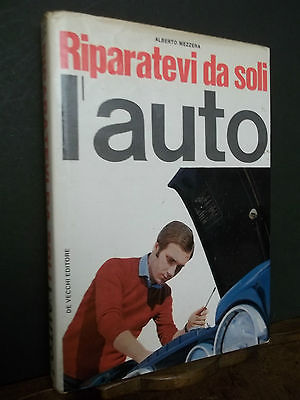 ALBERTO MEZZERA
Riparatevi da soli
l'auto
DE VECCHI EDITORE